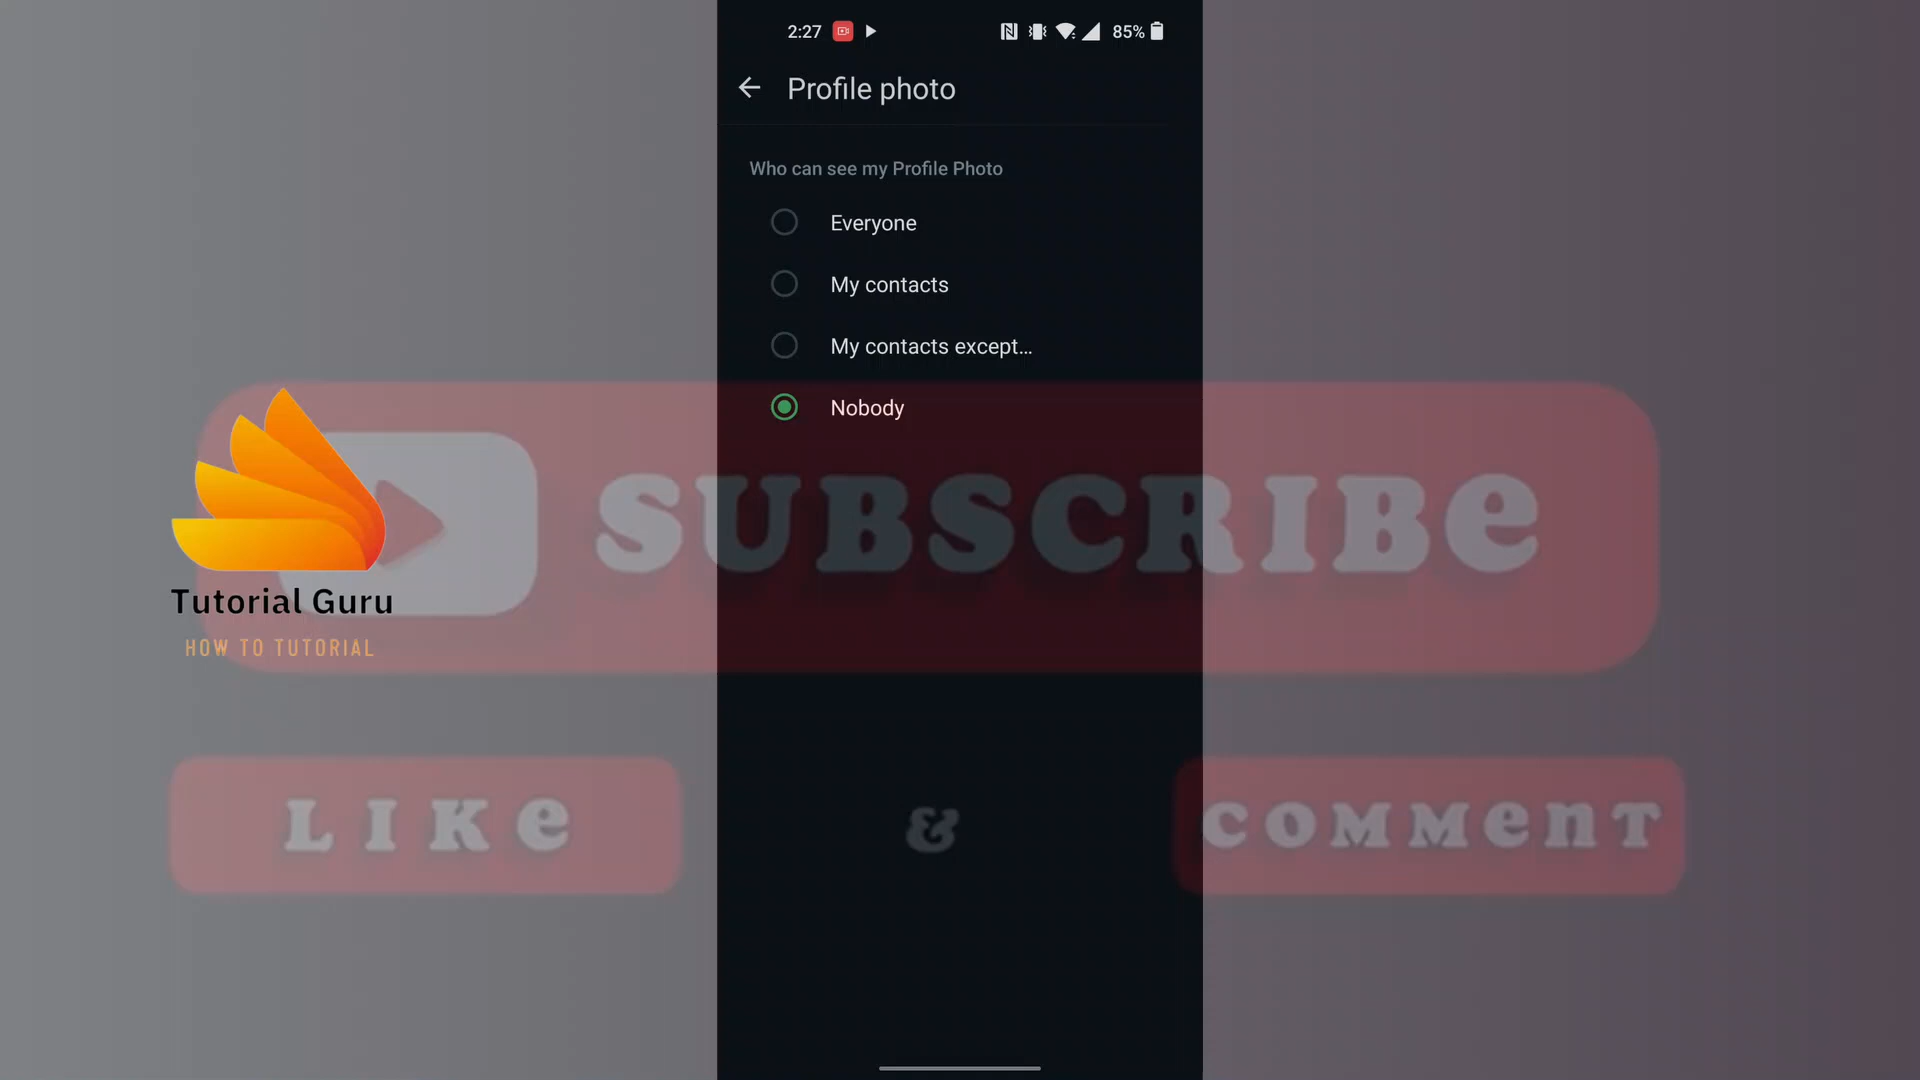 2:27
85%
Profile photo
Who can see my Profile Photo
Everyone
My contacts
My contacts except...
Nobody
SUBSCRIBE
Tutorial Guru
HOW TO TUTORIAL
LIKE & COMMENT